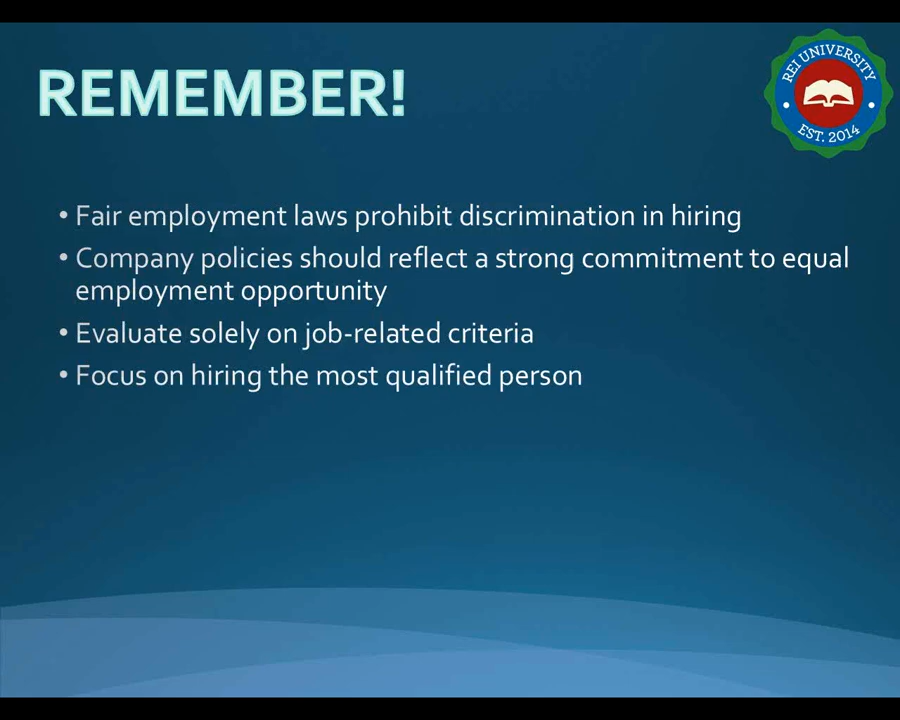 REMEMBER!
REI UNIVERSITY
EST. 2014
• Fair employment laws prohibit discrimination in hiring
• Company policies should reflect a strong commitment to equal
employment opportunity
• Evaluate solely on job-related criteria
• Focus on hiring the most qualified person